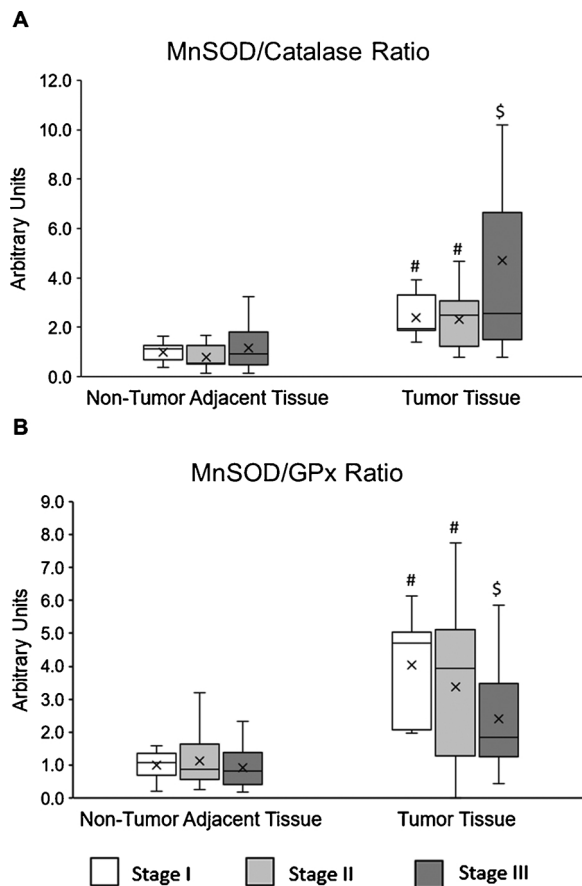 A
MnSOD/Catalase Ratio
Arbitrary Units
12.0
10.0
8.0
6.0
4.0
2.0
0.0
# # $
Non-Tumor Adjacent Tissue Tumor Tissue
B
MnSOD/GPx Ratio
Arbitrary Units
9.0
8.0
7.0
6.0
5.0
4.0
3.0
2.0
1.0
0.0
# # $
Non-Tumor Adjacent Tissue Tumor Tissue
Stage I Stage II Stage III